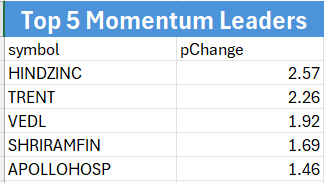 Top 5 Momentum Leaders
symbol pChange
HINDZINC 2.57
TRENT 2.26
VEDL 1.92
SHRIRAMFIN 1.69
APOLLOHOSP 1.46